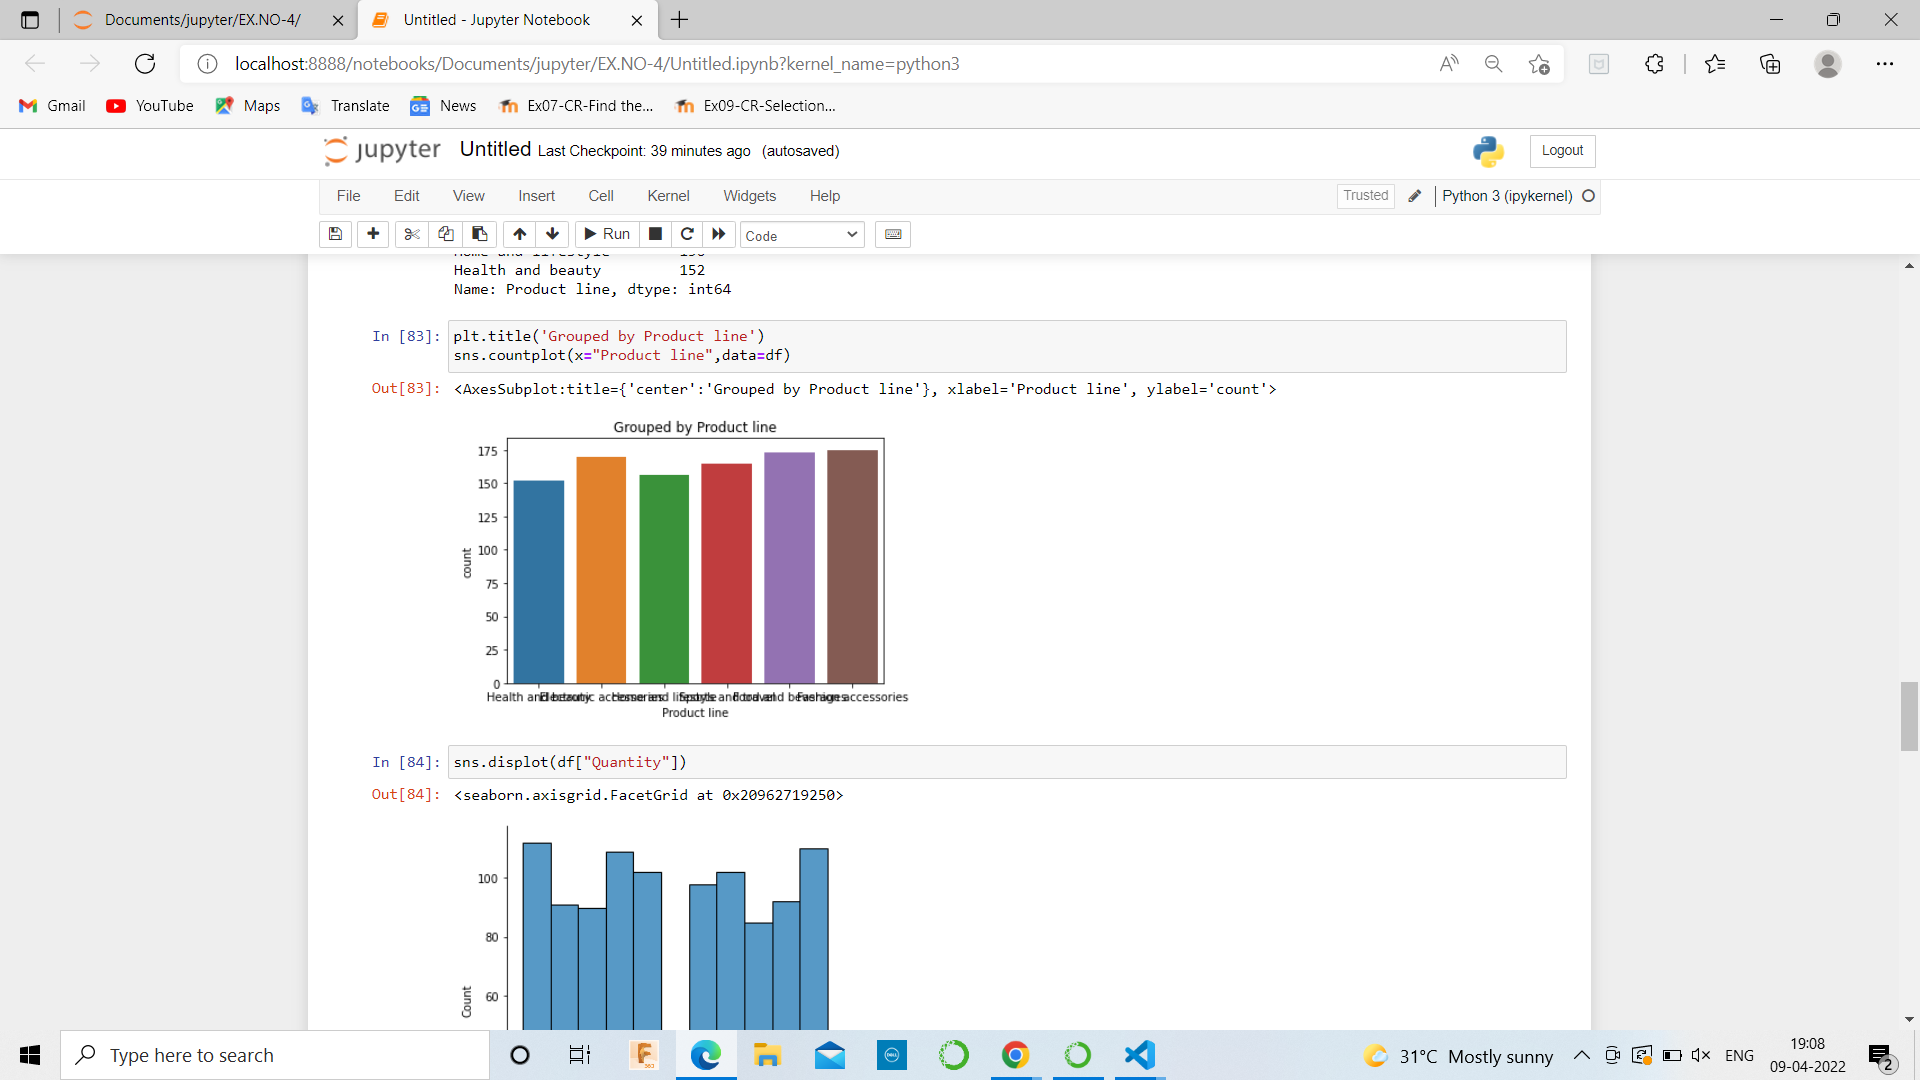 Documents/jupyter/EX.NO-4/
Untitled - Jupyter Notebook
localhost:8888/notebooks/Documents/jupyter/EX.NO-4/Untitled.ipynb?kernel_name=python3
Gmail YouTube Maps Translate News Ex07-CR-Find the... Ex09-CR-Selection...
jupyter Untitled Last Checkpoint: 39 minutes ago (autosaved) Logout
File Edit View Insert Cell Kernel Widgets Help Trusted Python 3 (ipykernel)
Run Code
Health and beauty 152
Name: Product line, dtype: int64
In [83]: plt.title('Grouped by Product line')
sns.countplot(x="Product line",data=df)
Out[83]: <AxesSubplot:title={'center':'Grouped by Product line'}, xlabel='Product line', ylabel='count'>
Grouped by Product line
175
150
125
100
75
50
25
0
count
Health and beauty Electronic accessories Home and lifestyle Sports and travel Food and beverages Fashion accessories
Product line
In [84]: sns.displot(df["Quantity"])
Out[84]: <seaborn.axisgrid.FacetGrid at 0x20962719250>
100
80
60
Count
Type here to search
31°C Mostly sunny
ENG
19:08
09-04-2022
2